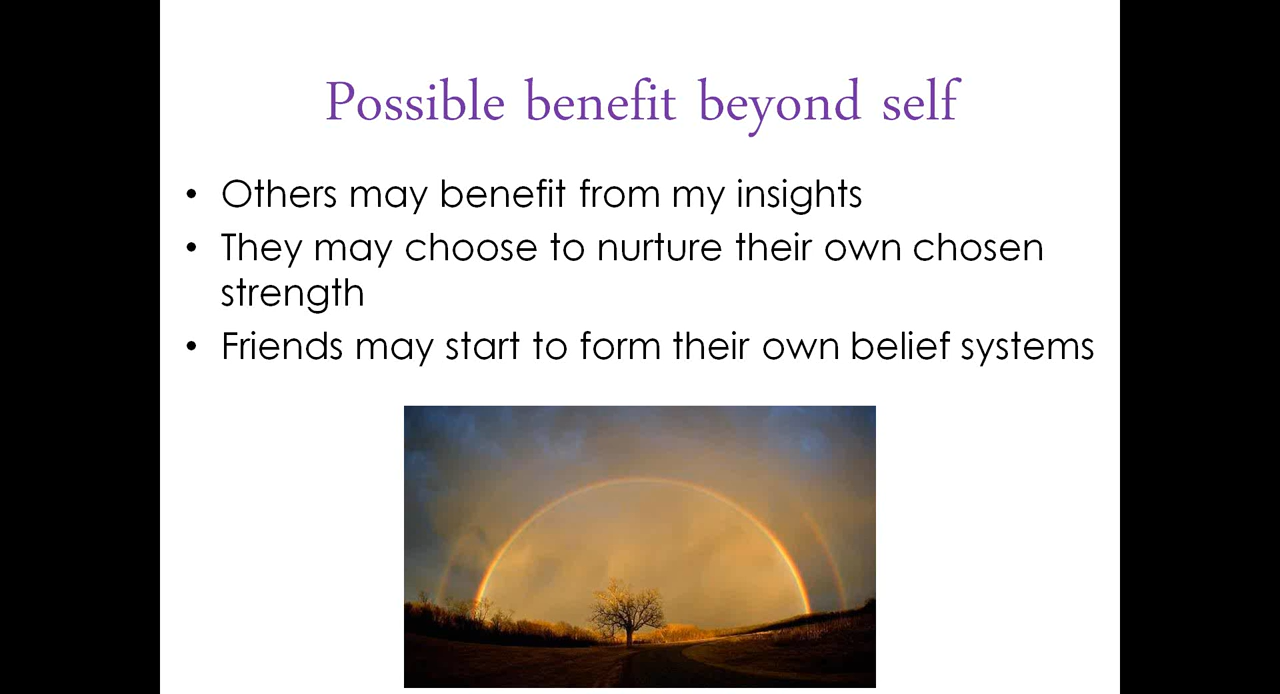 Possible benefit beyond self
• Others may benefit from my insights
• They may choose to nurture their own chosen
strength
• Friends may start to form their own belief systems